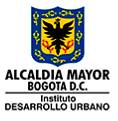 ALCALDIA MAYOR
BOGOTA D.C.
Instituto
DESARROLLO URBANO